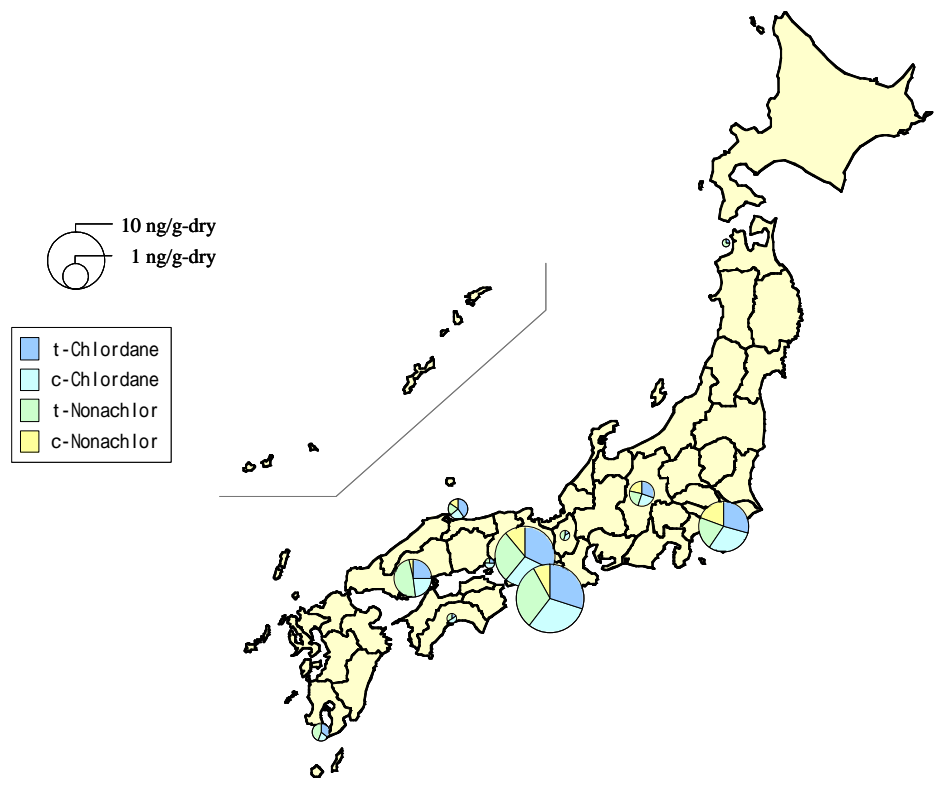 10 ng/g-dry
1 ng/g-dry
t-Chlordane
c-Chlordane
t-Nonachlor
c-Nonachlor